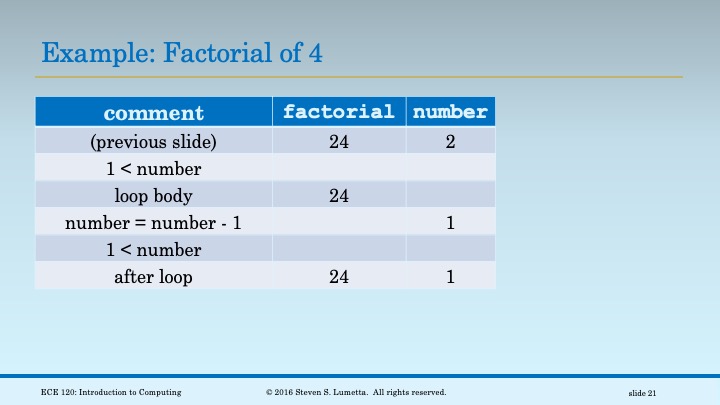 Example: Factorial of 4
comment factorial number
(previous slide) 24 2
1 < number
loop body 24
number = number - 1 1
1 < number
after loop 24 1
ECE 120: Introduction to Computing © 2016 Steven S. Lumetta. All rights reserved. slide 21